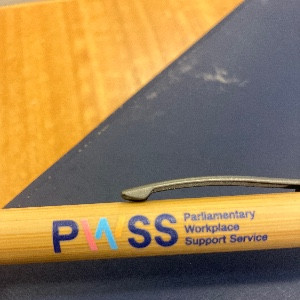 PWSS
Parliamentary
Workplace
Support Service